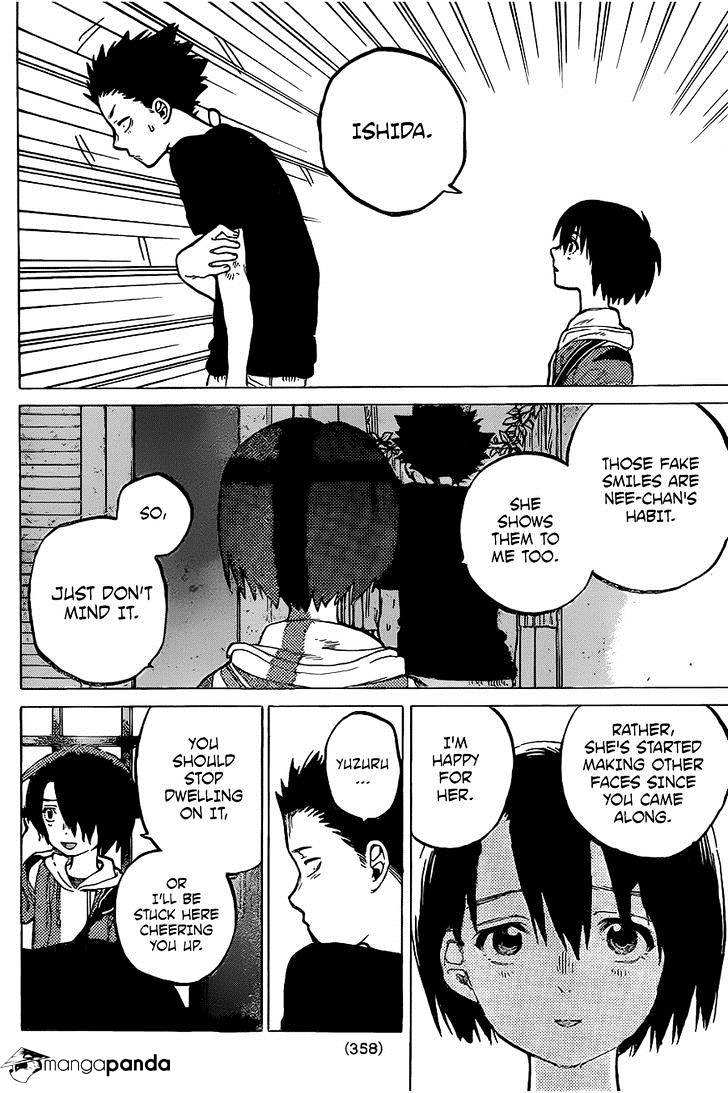 ISHIDA.
THOSE FAKE
SMILES ARE
NEE-CHAN'S
HABIT.
SHE
SHOWS
THEM TO
ME TOO.
SO,
JUST DON'T
MIND IT.
RATHER,
SHE'S STARTED
MAKING OTHER
FACES SINCE
YOU CAME
ALONG.
I'M
HAPPY
FOR
HER.
YUZURU
...
YOU
SHOULD
STOP
DWELLING
ON IT,
OR
I'LL BE
STUCK HERE
CHEERING
YOU UP.
(358)
mangapanda